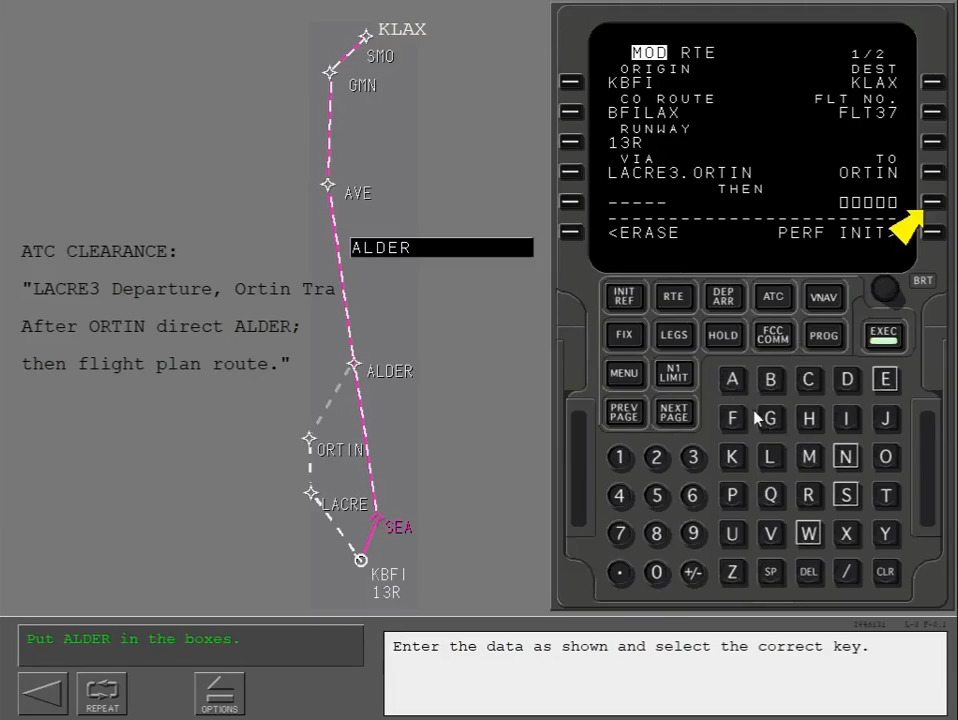 KLAX
SMO
GMN
AVE
ALDER
ATC CLEARANCE:
"LACRE3 Departure, Ortin Tra
After ORTIN direct ALDER;
then flight plan route."
ALDER
ORTIN
LACRE
SEA
KBFI
13R
MOD RTE 1/2
ORIGIN DEST
KBFI KLAX
CO ROUTE FLT NO.
BFILAX FLT37
RUNWAY
13R
VIA TO
LACRE3.ORTIN ORTIN
THEN
-----
<ERASE PERF INIT>
BRT
INIT REF
RTE
DEP ARR
ATC
VNAV
FIX
LEGS
HOLD
FCC COMM
PROG
EXEC
MENU
N1 LIMIT
PREV PAGE
NEXT PAGE
A B C D E
F G H I J
1 2 3 K L M N O
4 5 6 P Q R S T
7 8 9 U V W X Y
. 0 +/- Z SP DEL / CLR
Put ALDER in the boxes.
Enter the data as shown and select the correct key.
REPEAT
OPTIONS